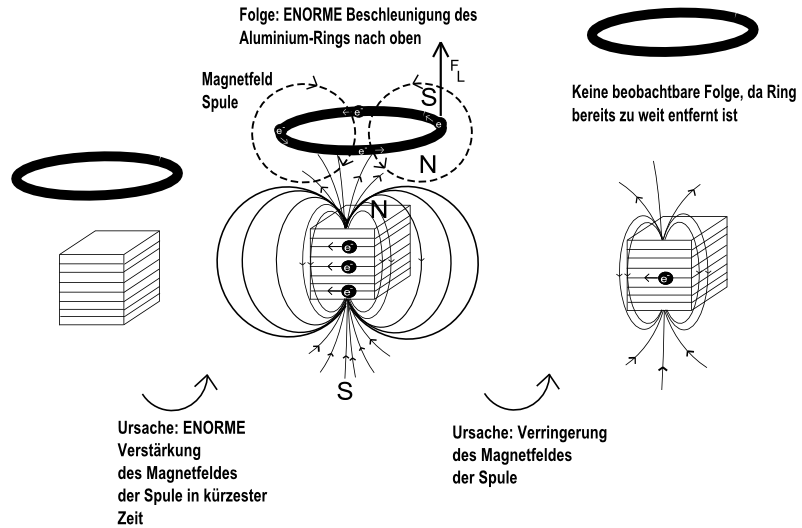 Folge: ENORME Beschleunigung des
Aluminium-Rings nach oben
F L
Magnetfeld
Spule
S
e-
e-
e
e-
N
Keine beobachtbare Folge, da Ring
bereits zu weit entfernt ist
N
e-
e-
e-
S
e-
Ursache: ENORME
Verstärkung
des Magnetfeldes
der Spule in kürzester
Zeit
Ursache: Verringerung
des Magnetfeldes
der Spule